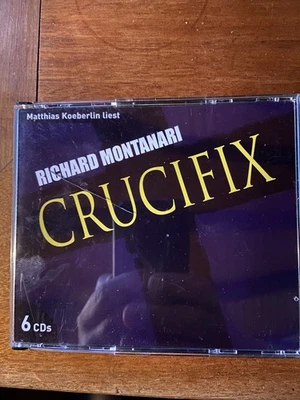 Matthias Koeberlin liest
RICHARD MONTANARI
CRUCIFIX
6 CDs